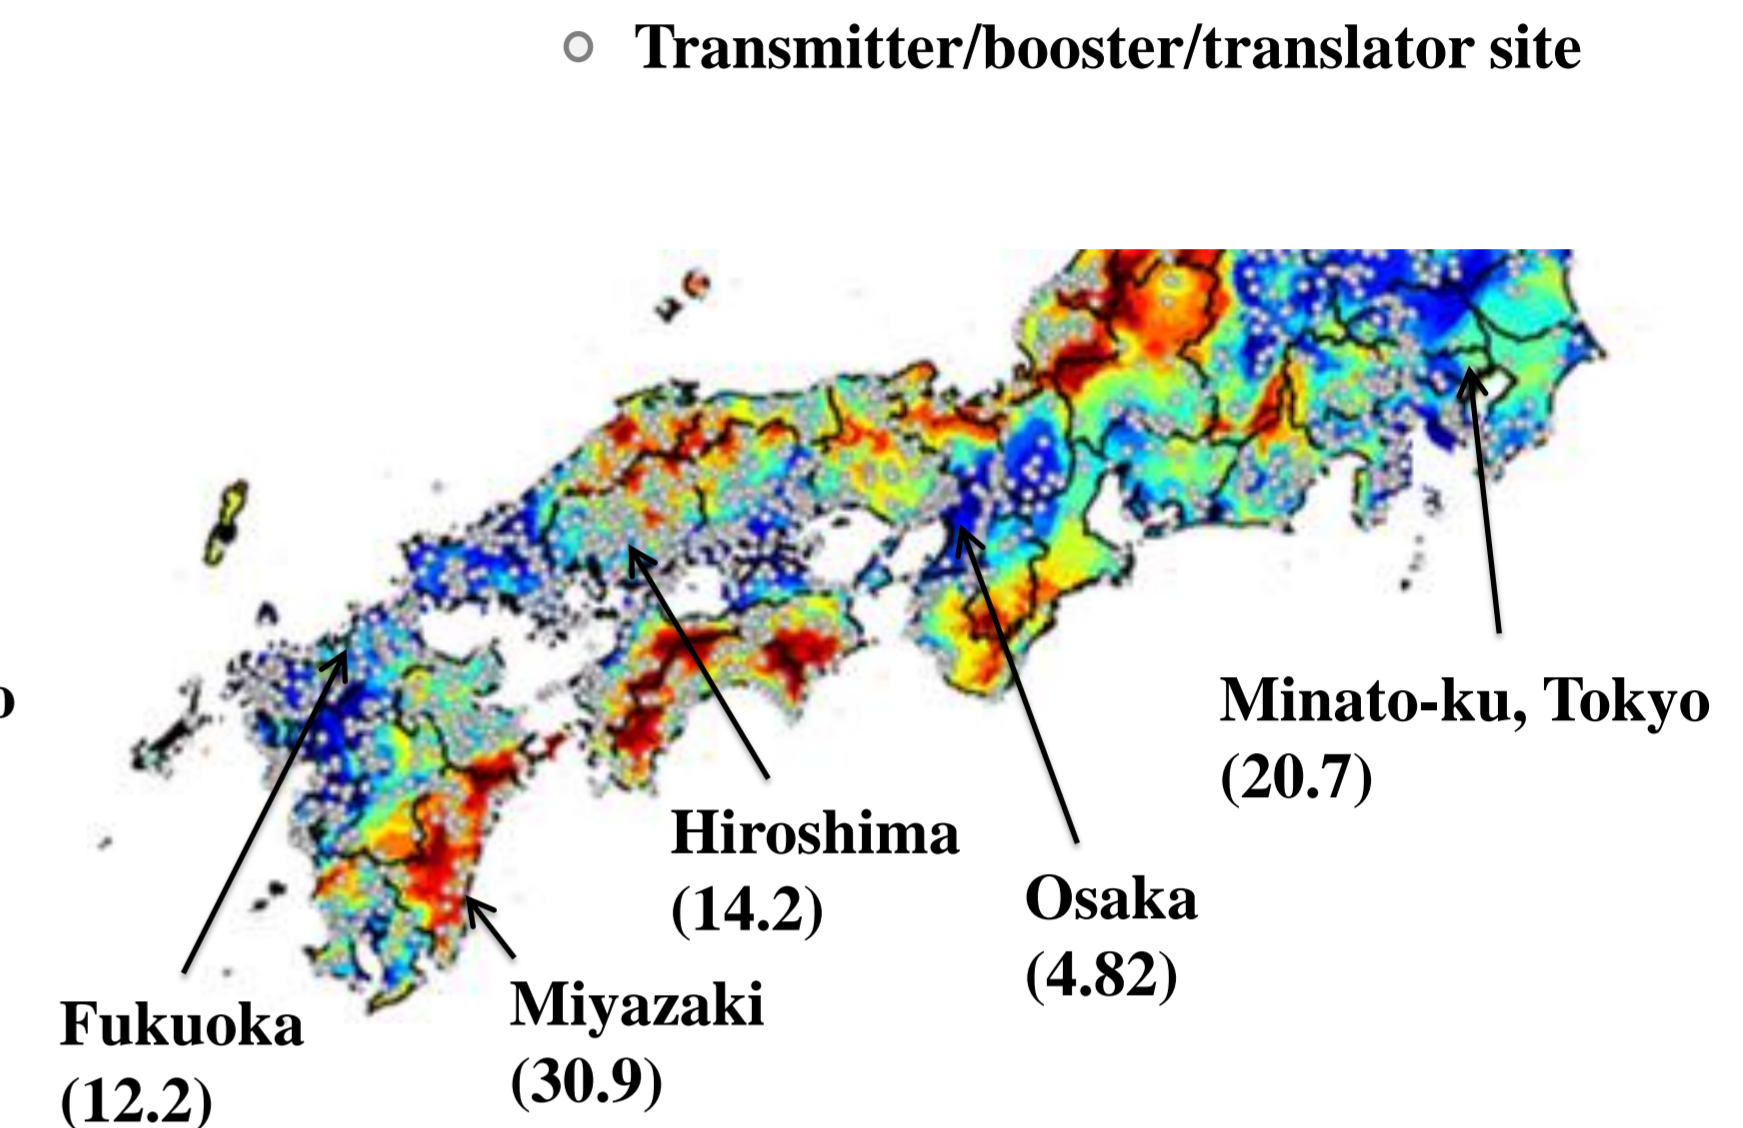 Transmitter/booster/translator site
o
Minato-ku, Tokyo
(20.7)
Hiroshima
(14.2)
Osaka
(4.82)
Miyazaki
(30.9)
Fukuoka
(12.2)